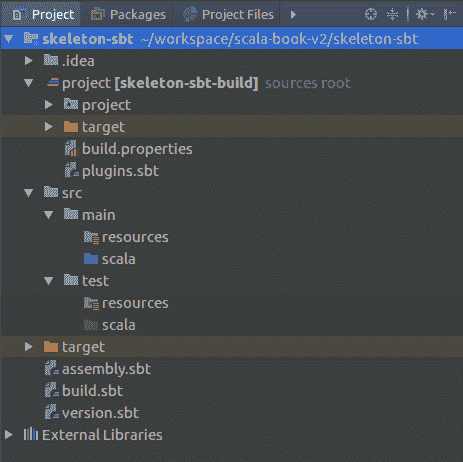 Project Packages Project Files
skeleton-sbt ~/workspace/scala-book-v2/skeleton-sbt
.idea
project [skeleton-sbt-build] sources root
project
target
build.properties
plugins.sbt
src
main
resources
scala
test
resources
scala
target
assembly.sbt
build.sbt
version.sbt
External Libraries